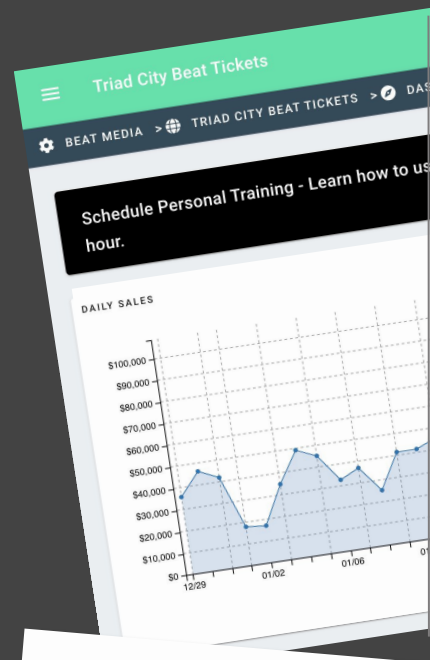 Triad City Beat Tickets
BEAT MEDIA > TRIAD CITY BEAT TICKETS >
Schedule Personal Training - Learn how to
hour.
DAILY SALES
$100,000
$90,000
$80,000
$70,000
$60,000
$50,000
$40,000
$30,000
$20,000
$10,000
$0
12/29
01/02
01/06